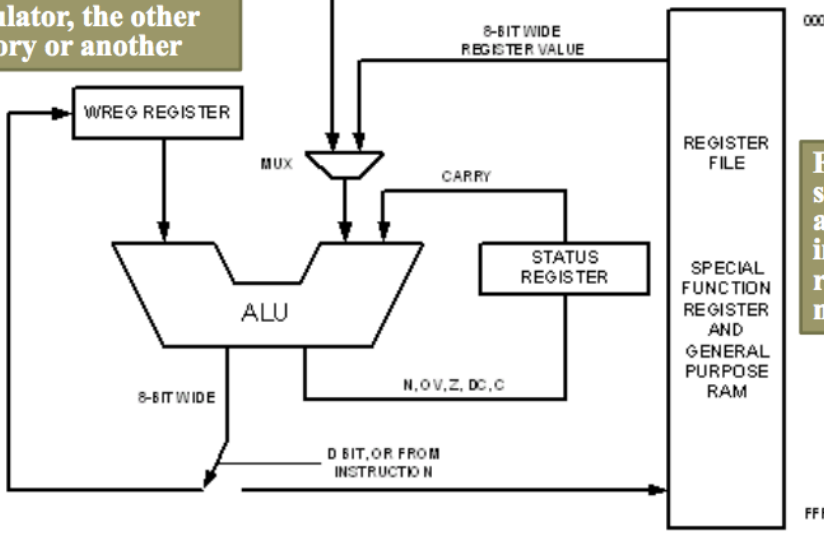 ulator, the other
ory or another
8-BIT WIDE
REGISTER VALUE
000
WREG REGISTER
MUX
CARRY
REGISTER
FILE
STATUS
REGISTER
ALU
SPECIAL
FUNCTION
REGISTER
AND
GENERAL
PURPOSE
RAM
8-BIT WIDE
N, OV, Z, DC, C
D BIT, OR FROM
INSTRUCTION